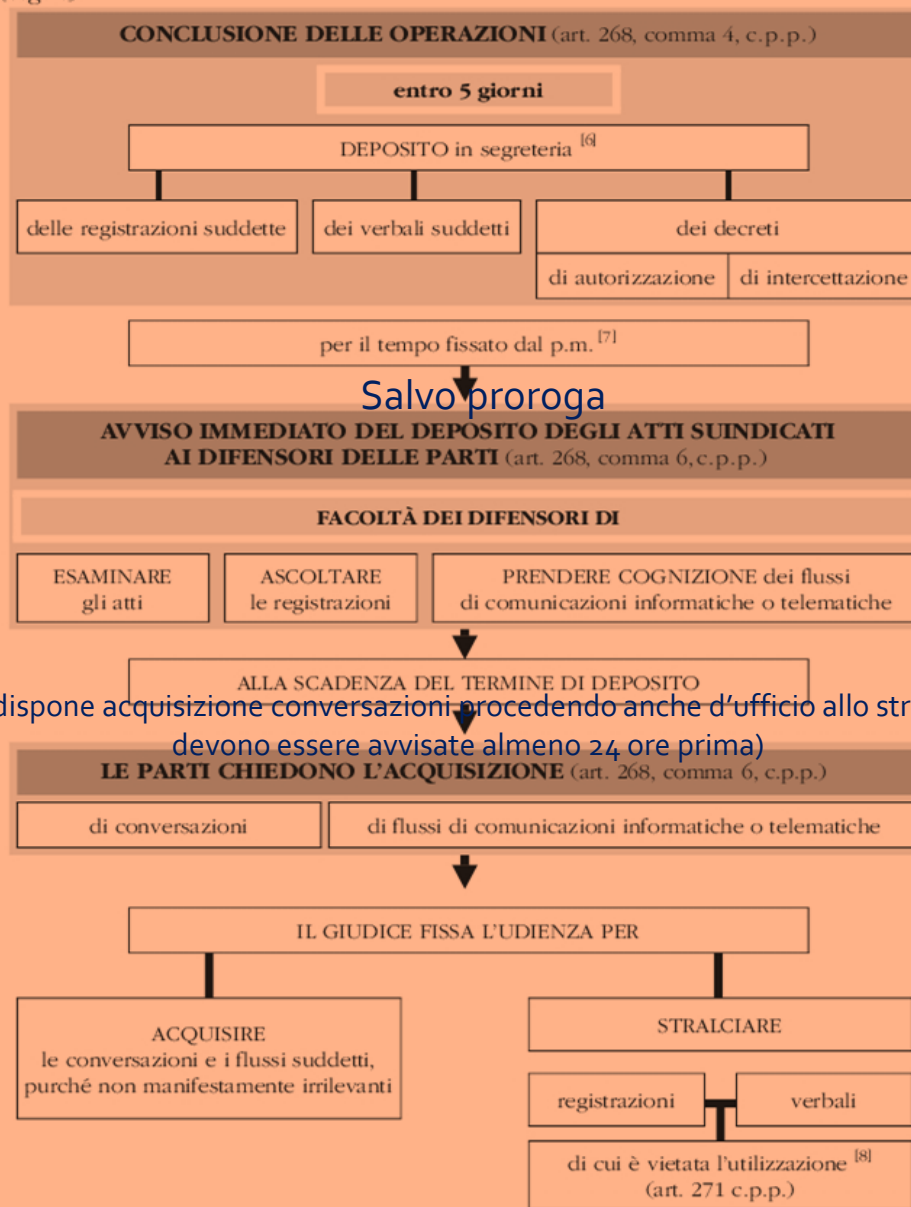 CONCLUSIONE DELLE OPERAZIONI (art. 268, comma 4, c.p.p.)
entro 5 giorni
DEPOSITO in segreteria [6]
delle registrazioni suddette
dei verbali suddetti
dei decreti
di autorizzazione
di intercettazione
per il tempo fissato dal p.m. [7]
Salvo proroga
AVVISO IMMEDIATO DEL DEPOSITO DEGLI ATTI SUINDICATI
AI DIFENSORI DELLE PARTI (art. 268, comma 6,c.p.p.)
FACOLTÀ DEI DIFENSORI DI
ESAMINARE
gli atti
ASCOLTARE
le registrazioni
PRENDERE COGNIZIONE dei flussi
di comunicazioni informatiche o telematiche
ALLA SCADENZA DEL TERMINE DI DEPOSITO
dispone acquisizione conversazioni procedendo anche d'ufficio allo
devono essere avvisate almeno 24 ore prima)
LE PARTI CHIEDONO L'ACQUISIZIONE (art. 268, comma 6, c.p.p.)
di conversazioni
di flussi di comunicazioni informatiche o telematiche
IL GIUDICE FISSA L'UDIENZA PER
ACQUISIRE
le conversazioni e i flussi suddetti,
purché non manifestamente irrilevanti
STRALCIARE
registrazioni
verbali
di cui è vietata l'utilizzazione [8]
(art. 271 c.p.p.)